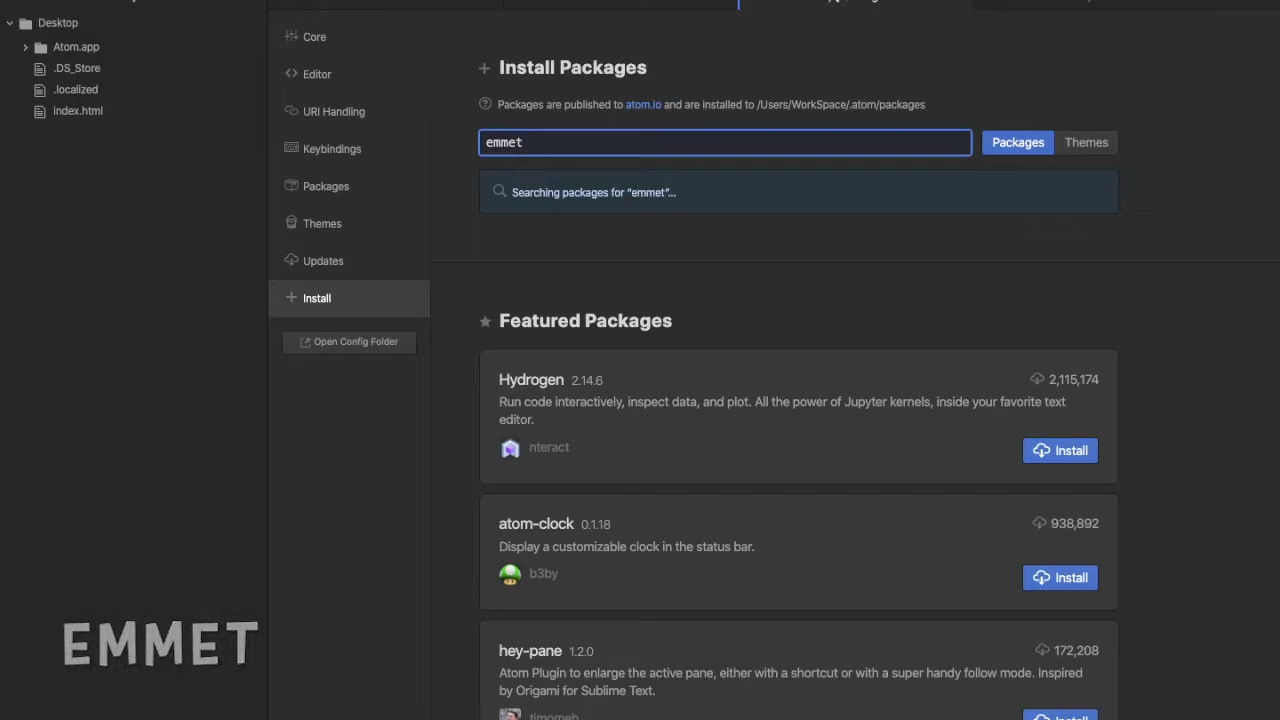 Desktop
Atom.app
.DS_Store
.localized
index.html
Core
Editor
URI Handling
Keybindings
Packages
Themes
Updates
Install
Open Config Folder
Install Packages
Packages are published to atom.io and are installed to /Users/WorkSpace/.atom/packages
emmet
Packages
Themes
Searching packages for “emmet”...
Featured Packages
Hydrogen 2.14.6
2,115,174
Run code interactively, inspect data, and plot. All the power of Jupyter kernels, inside your favorite text
editor.
nteract
Install
atom-clock 0.1.18
938,892
Display a customizable clock in the status bar.
b3by
Install
hey-pane 1.2.0
172,208
Atom Plugin to enlarge the active pane, either with a shortcut or with a super handy follow mode. Inspired
by Origami for Sublime Text.
timomeh
Install
EMMET